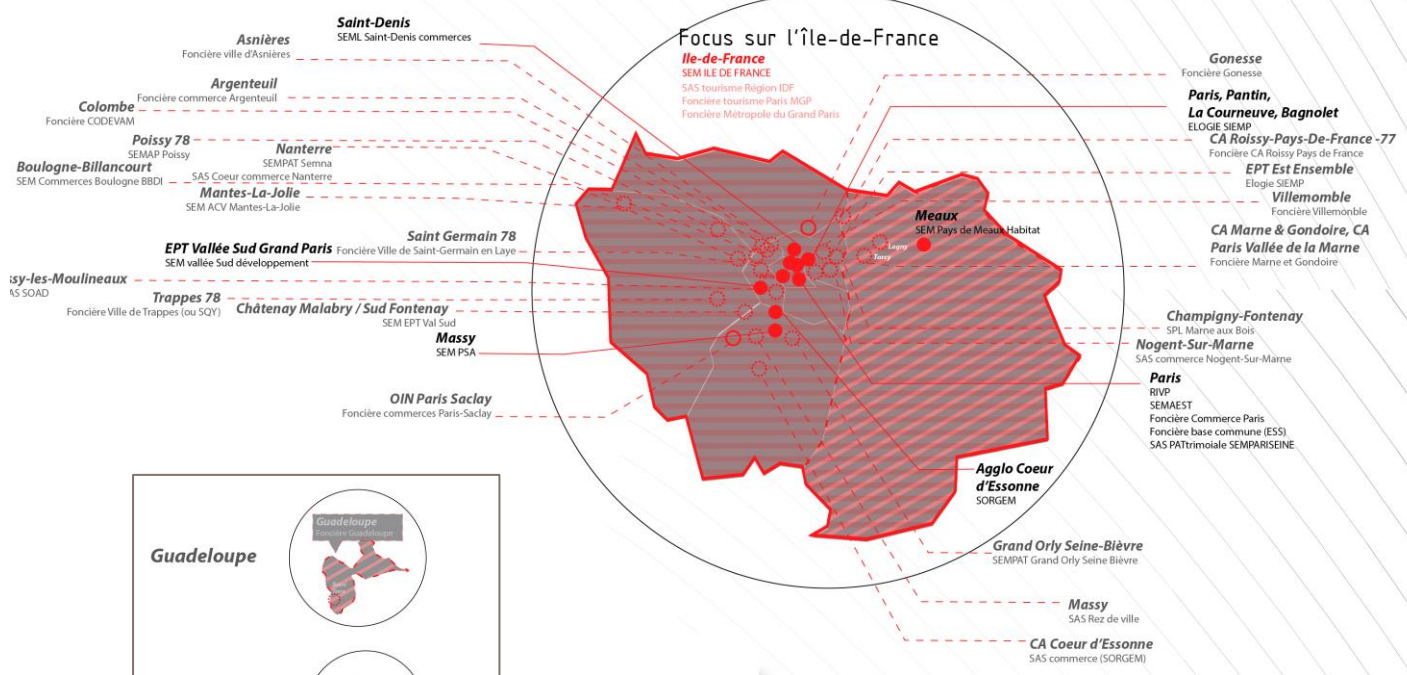 Focus sur l'île-de-France
Ile-de-France
SEM ILE DE FRANCE
SAS tourisme Région IDF
Foncière tourisme Paris MGP
Foncière Métropole du Grand Paris
Saint-Denis
SEML Saint-Denis commerces
Asnières
Foncière ville d'Asnières
Argenteuil
Foncière commerce Argenteuil
Colombe
Foncière CODEVAM
Poissy 78
SEMAP Poissy
Nanterre
SEMPAT Semna
SAS Coeur commerce Nanterre
Boulogne-Billancourt
SEM Commerces Boulogne BBDI
Mantes-La-Jolie
SEM ACV Mantes-La-Jolie
Saint Germain 78
Foncière Ville de Saint-Germain en Laye
EPT Vallée Sud Grand Paris
SEM vallée Sud développement
sy-les-Moulineaux
AS SOAD
Trappes 78
Foncière Ville de Trappes (ou SQY)
Châtenay Malabry / Sud Fontenay
SEM EPT Val Sud
Massy
SEM PSA
OIN Paris Saclay
Foncière commerces Paris-Saclay
Gonesse
Foncière Gonesse
Paris, Pantin,
La Courneuve, Bagnolet
ELOGIE SIEMP
CA Roissy-Pays-De-France -77
Foncière CA Roissy Pays de France
EPT Est Ensemble
Elogie SIEMP
Villemomble
Foncière Villemonble
Meaux
SEM Pays de Meaux Habitat
Lagny
Torcy
CA Marne & Gondoire, CA
Paris Vallée de la Marne
Foncière Marne et Gondoire
Champigny-Fontenay
SPL Marne aux Bois
Nogent-Sur-Marne
SAS commerce Nogent-Sur-Marne
Paris
RIVP
SEMAEST
Foncière Commerce Paris
Foncière base commune (ESS)
SAS PATtrimoiale SEMPARISEINE
Agglo Coeur
d'Essonne
SORGEM
Grand Orly Seine-Bièvre
SEMPAT Grand Orly Seine Bièvre
Massy
SAS Rez de ville
CA Coeur d'Essonne
SAS commerce (SORGEM)
Guadeloupe
Guadeloupe
Foncière Guadeloupe